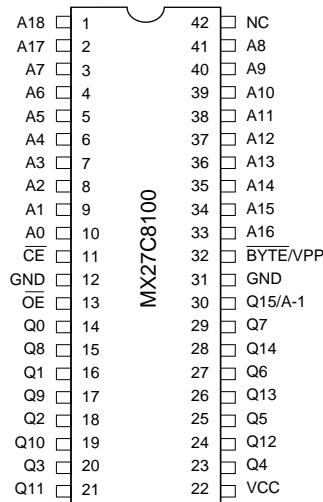 A18 1 42 NC
A17 2 41 A8
A7 3 40 A9
A6 4 39 A10
A5 5 38 A11
A4 6 37 A12
A3 7 36 A13
A2 8 35 A14
A1 9 34 A15
A0 10 33 A16
CE 11 32 BYTE/VPP
GND 12 31 GND
OE 13 30 Q15/A-1
Q0 14 29 Q7
Q8 15 28 Q14
Q1 16 27 Q6
Q9 17 26 Q13
Q2 18 25 Q5
Q10 19 24 Q12
Q3 20 23 Q4
Q11 21 22 VCC
MX27C8100